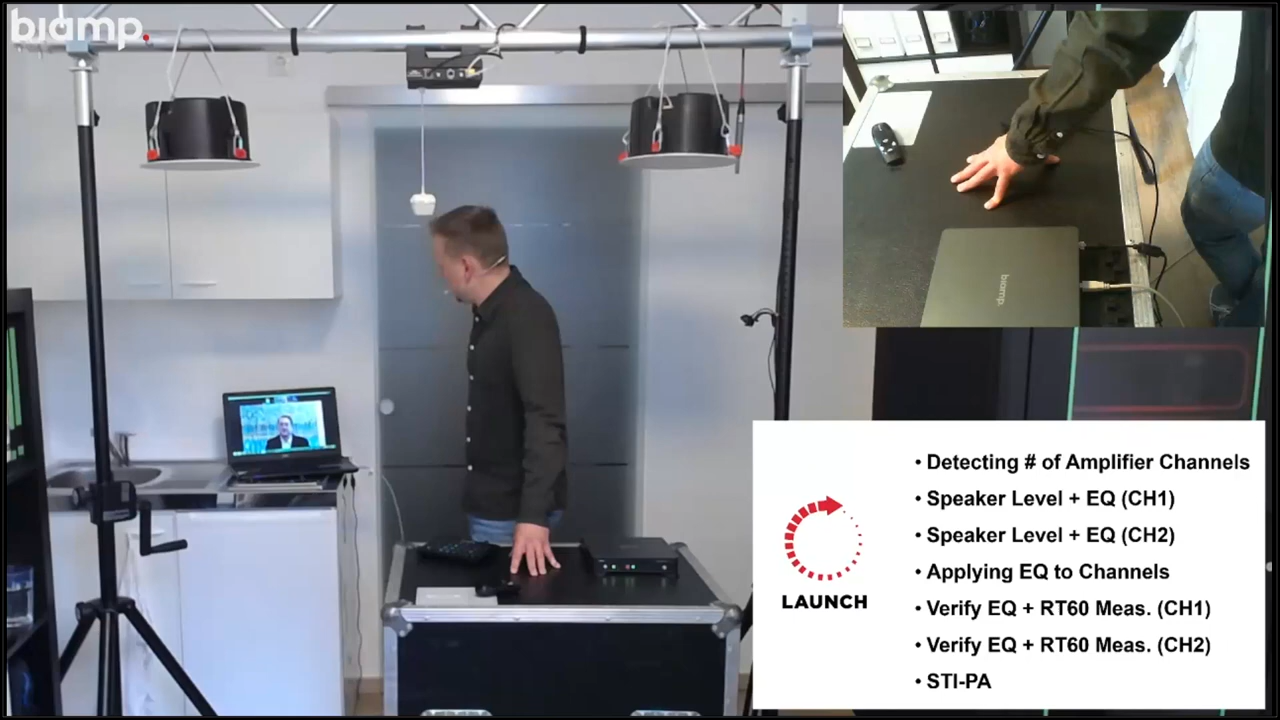 biamp.
biamp.
• Detecting # of Amplifier Channels
• Speaker Level + EQ (CH1)
• Speaker Level + EQ (CH2)
• Applying EQ to Channels
• Verify EQ + RT60 Meas. (CH1)
• Verify EQ + RT60 Meas. (CH2)
• STI-PA
LAUNCH